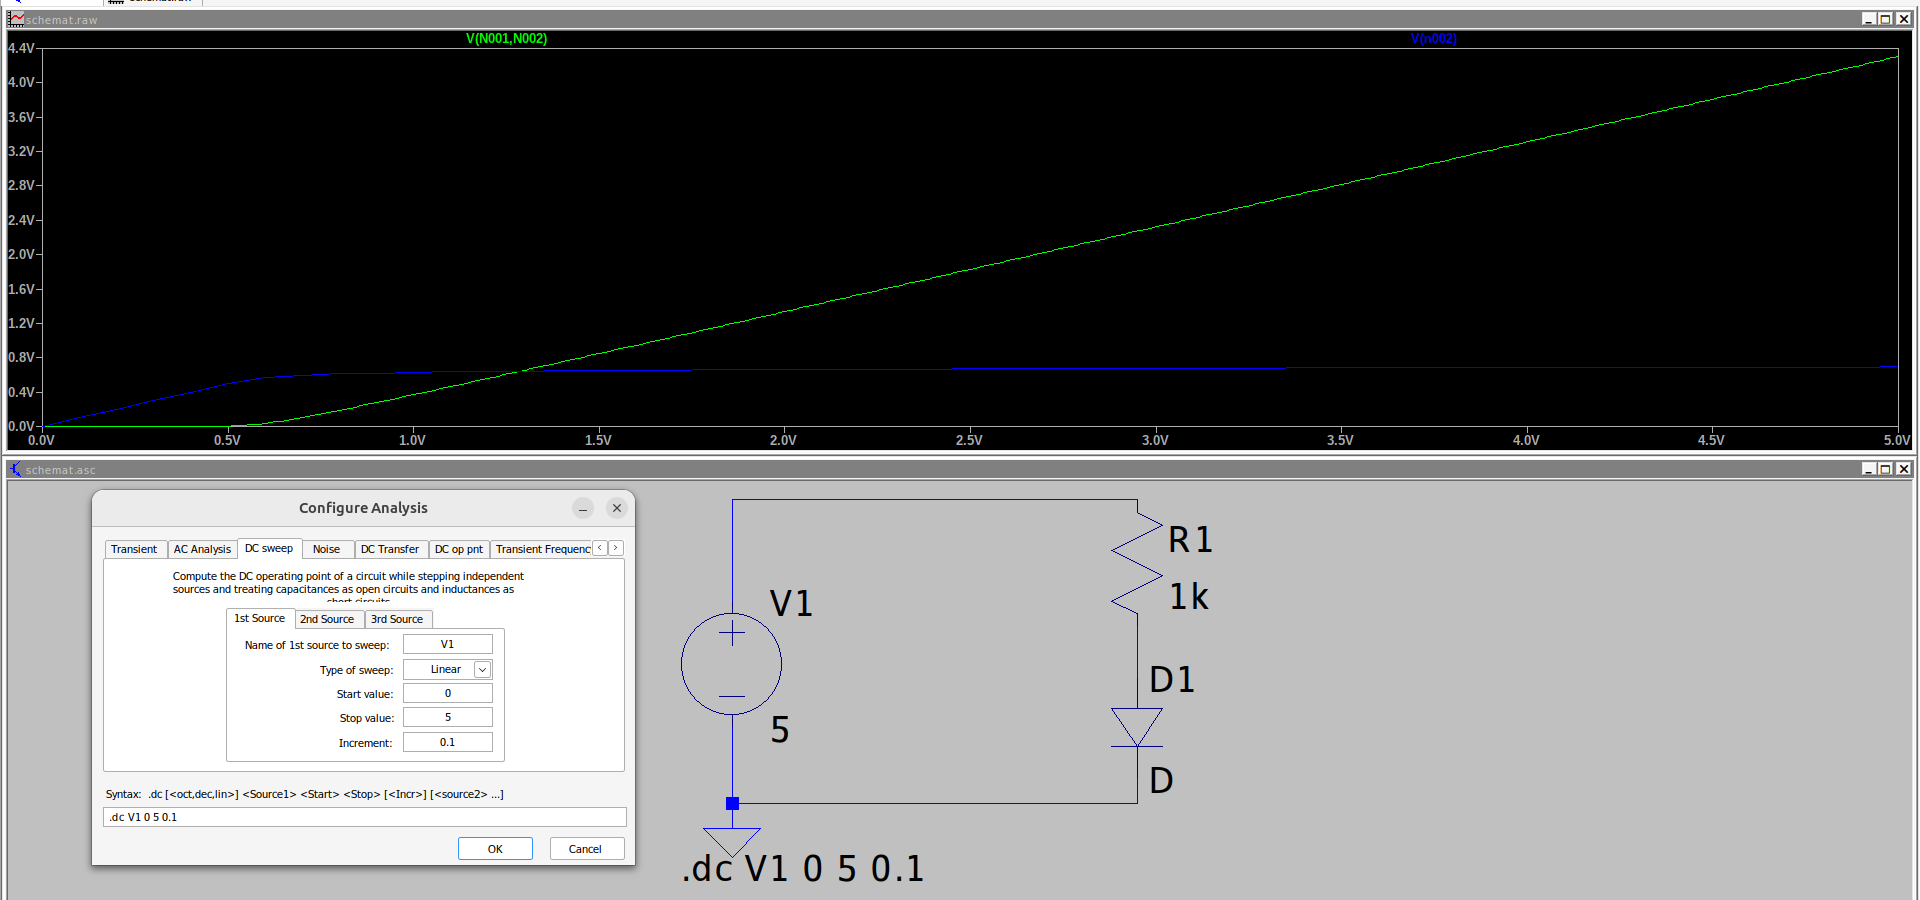 schemat.raw
V(N001,N002)
V(n002)
4.4V
4.0V
3.6V
3.2V
2.8V
2.4V
2.0V
1.6V
1.2V
0.8V
0.4V
0.0V
0.0V 0.5V 1.0V 1.5V 2.0V 2.5V 3.0V 3.5V 4.0V 4.5V 5.0V
schemat.asc
Configure Analysis
Transient AC Analysis DC sweep Noise DC Transfer DC op pnt Transient Frequenc
Compute the DC operating point of a circuit while stepping independent
sources and treating capacitances as open circuits and inductances as
short circuits
1st Source 2nd Source 3rd Source
Name of 1st source to sweep: V1
Type of sweep: Linear
Start value: 0
Stop value: 5
Increment: 0.1
Syntax: .dc [<oct,dec,lin>] <Source1> <Start> <Stop> [<Incr>] [<source2> ...]
.dc V1 0 5 0.1
OK Cancel
R1
1k
V1
5
D1
D
.dc V1 0 5 0.1